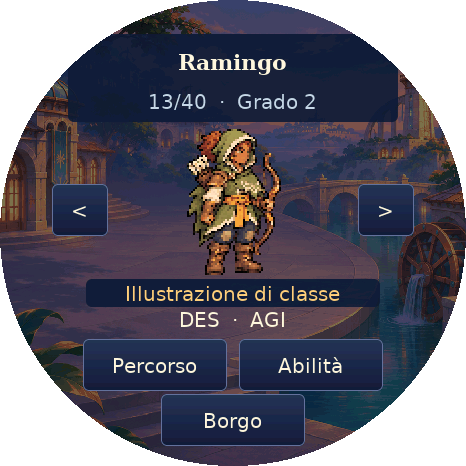 Ramingo
13/40 · Grado 2
< >
Illustrazione di classe
DES · AGI
Percorso Abilità
Borgo